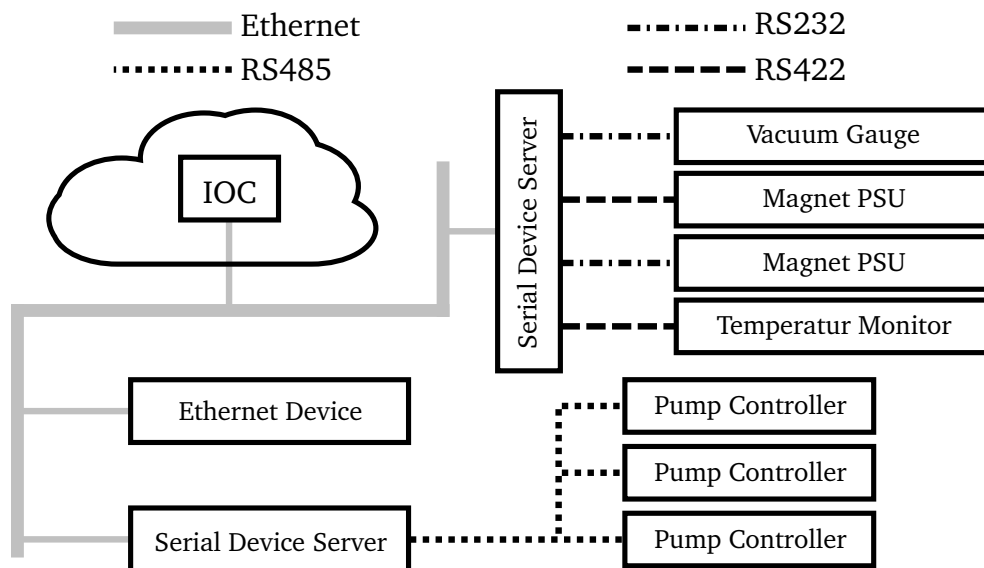 Ethernet
RS232
RS485
RS422
IOC
Serial Device Server
Vacuum Gauge
Magnet PSU
Magnet PSU
Temperatur Monitor
Ethernet Device
Pump Controller
Pump Controller
Serial Device Server
Pump Controller